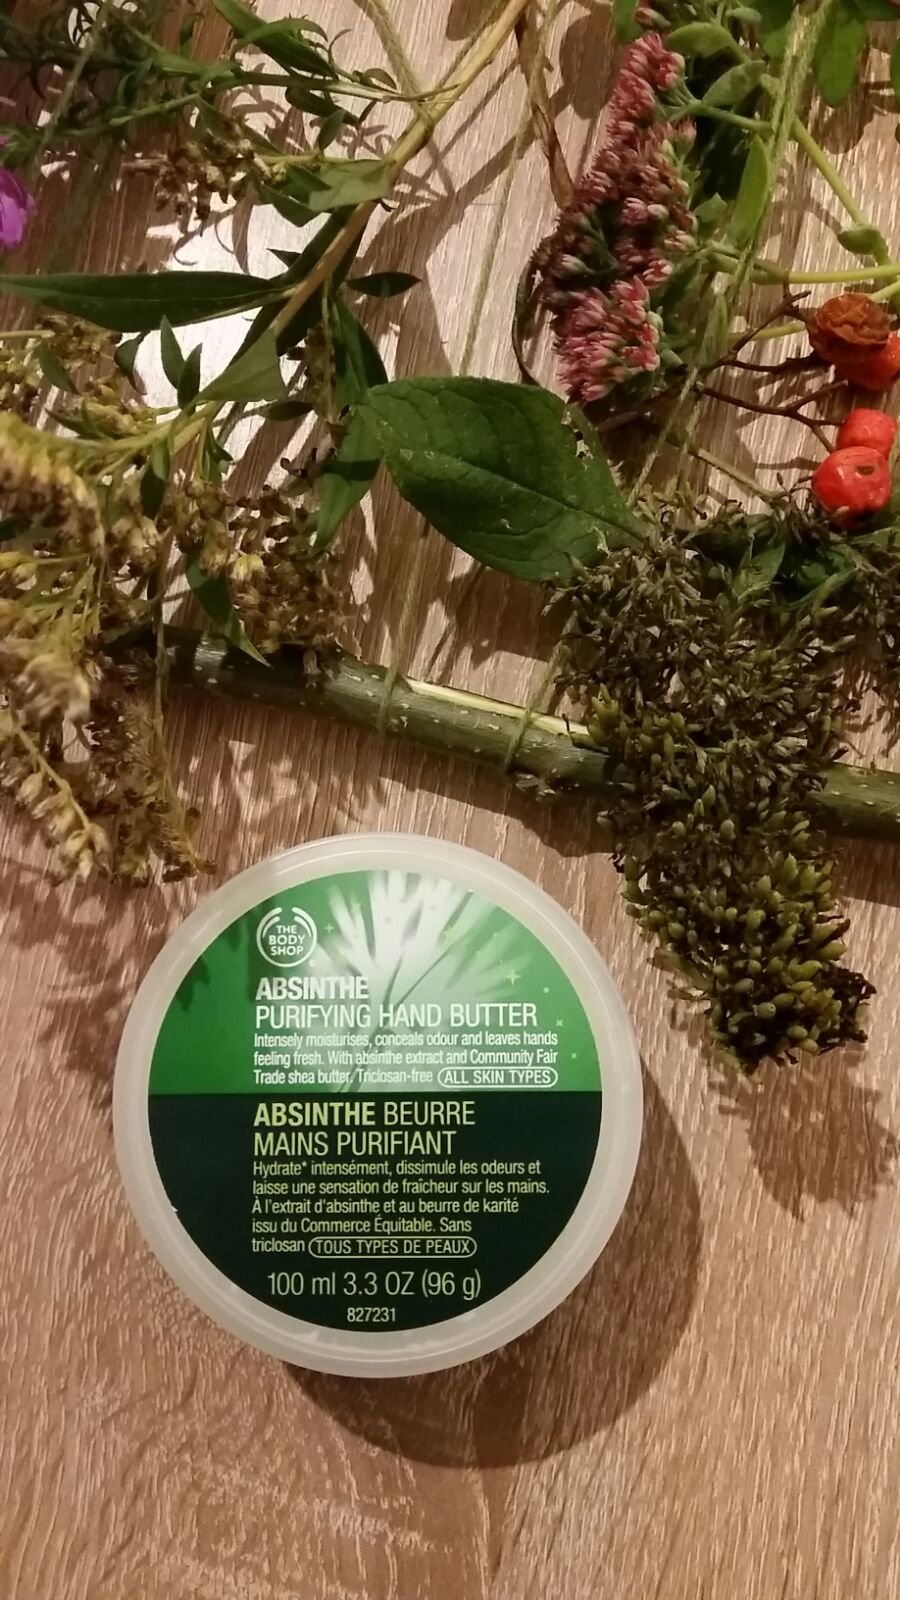 THE
BODY
SHOP
ABSINTHE
PURIFYING HAND BUTTER
Intensely moisturises, conceals odour and leaves hands
feeling fresh. With absinthe extract and Community Fair
Trade shea butter. Triclosan-free ALL SKIN TYPES
ABSINTHE BEURRE
MAINS PURIFIANT
Hydrate* intensément, dissimule les odeurs et
laisse une sensation de fraîcheur sur les mains.
À l'extrait d'absinthe et au beurre de karité
issu du Commerce Équitable. Sans
triclosan TOUS TYPES DE PEAUX
100 ml 3.3 OZ (96 g)
827231